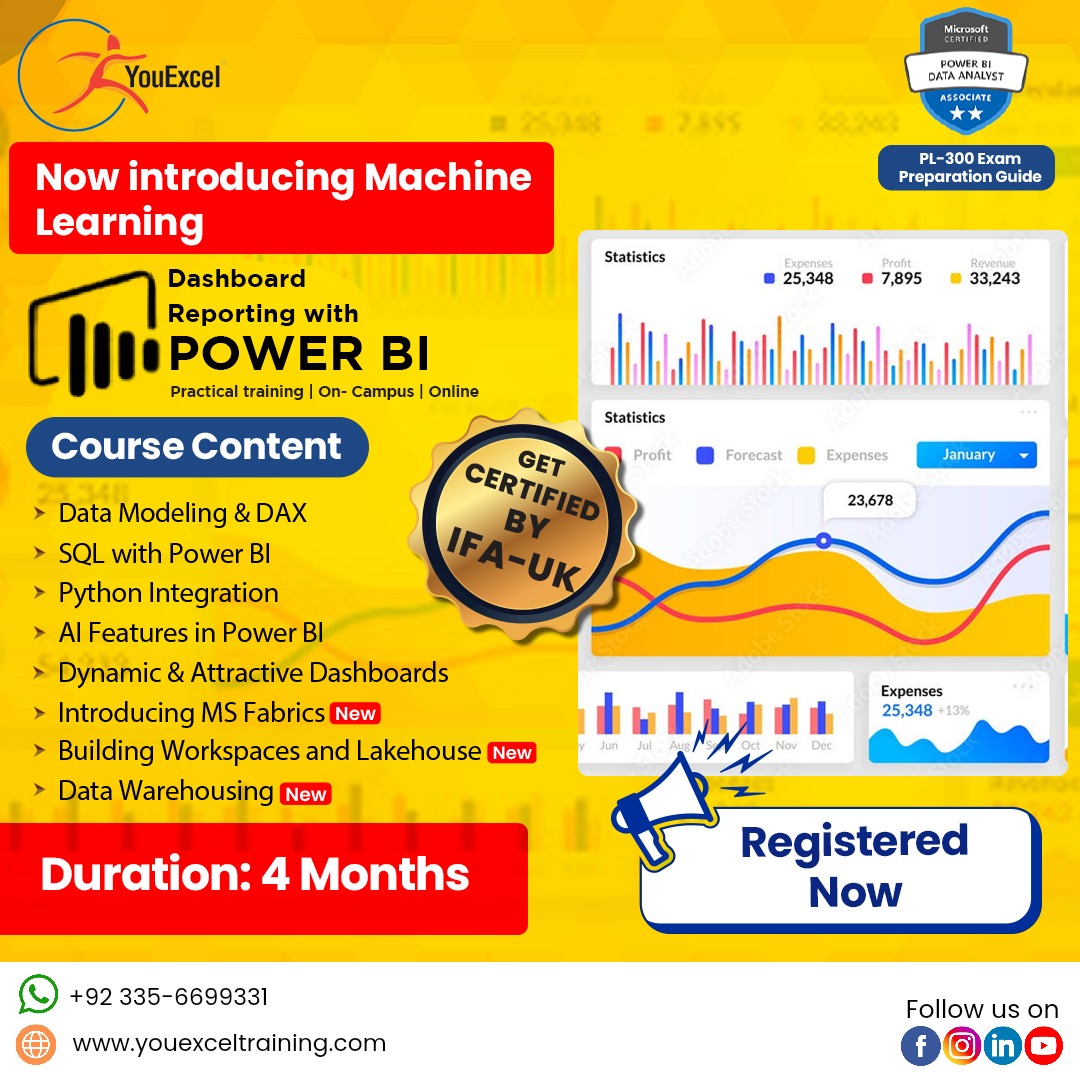 YouExcel
Microsoft
CERTIFIED
POWER BI
DATA ANALYST
ASSOCIATE
PL-300 Exam
Preparation Guide
Now introducing Machine
Learning
Dashboard
Reporting with
POWER BI
Practical training | On- Campus | Online
Course Content
Data Modeling & DAX
SQL with Power BI
Python Integration
AI Features in Power BI
Dynamic & Attractive Dashboards
Introducing MS Fabrics New
Building Workspaces and Lakehouse New
Data Warehousing New
GET
CERTIFIED
BY
IFA-UK
Statistics
Expenses Profit Revenue
25,348 7,895 33,243
Statistics
Profit Forecast Expenses January
23,678
Jun Jul Aug Sep Oct Nov Dec
Expenses
25,348 +13%
Duration: 4 Months
Registered
Now
+92 335-6699331
www.youexceltraining.com
Follow us on